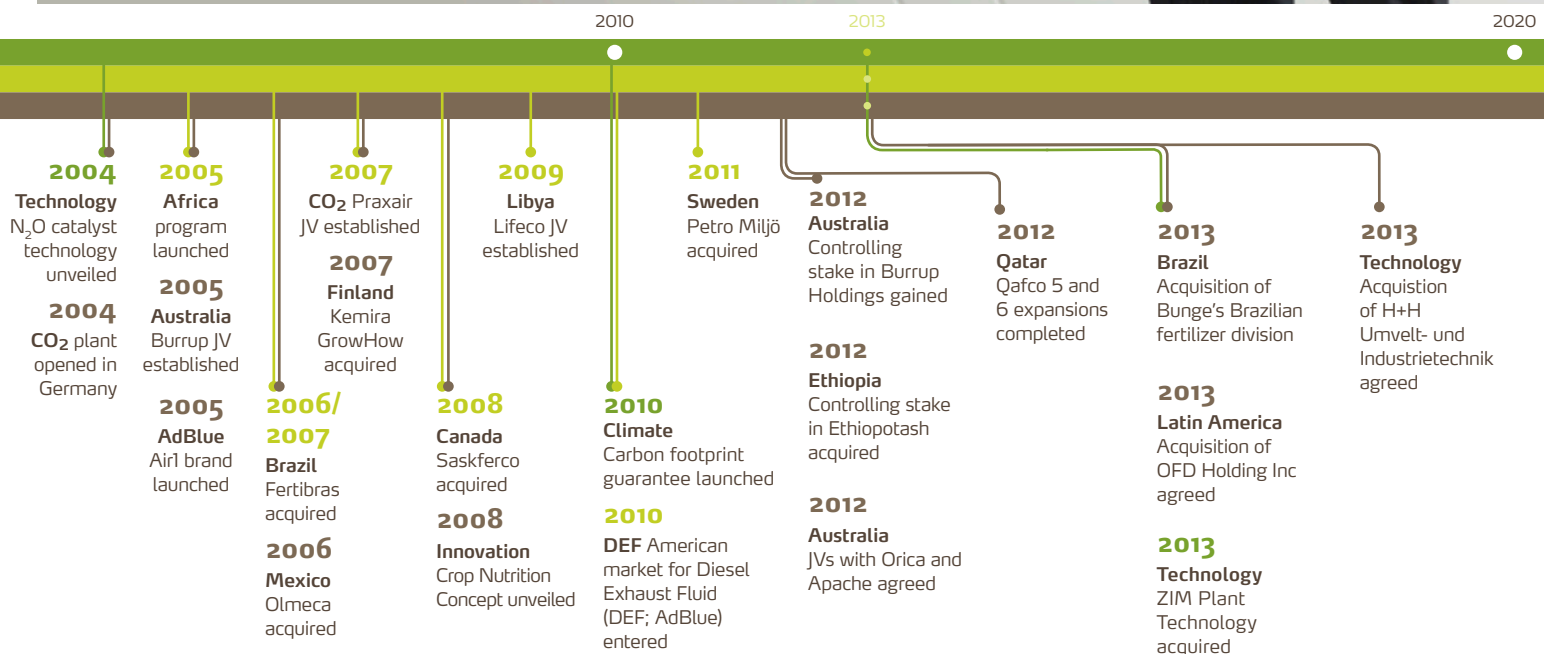 2010
2013
2020
2004
Technology
N₂O catalyst
technology
unveiled
2004
CO₂ plant
opened in
Germany
2005
Africa
program
launched
2005
Australia
Burrup JV
established
2005
AdBlue
Air1 brand
launched
2006/
2007
Brazil
Fertibras
acquired
2006
Mexico
Olmeca
acquired
2007
CO₂ Praxair
JV established
2007
Finland
Kemira
GrowHow
acquired
2008
Canada
Saskferco
acquired
2008
Innovation
Crop Nutrition
Concept unveiled
2009
Libya
Lifeco JV
established
2010
Climate
Carbon footprint
guarantee launched
2010
DEF American
market for Diesel
Exhaust Fluid
(DEF; AdBlue)
entered
2011
Sweden
Petro Miljö
acquired
2012
Australia
Controlling
stake in Burrup
Holdings gained
2012
Ethiopia
Controlling stake
in Ethiopotash
acquired
2012
Australia
JVs with Orica and
Apache agreed
2012
Qatar
Qafco 5 and
6 expansions
completed
2013
Brazil
Acquisition of
Bunge's Brazilian
fertilizer division
2013
Latin America
Acquisition of
OFD Holding Inc
agreed
2013
Technology
ZIM Plant
Technology
acquired
2013
Technology
Acquistion
of H+H
Umvelt- und
Industrietechnik
agreed